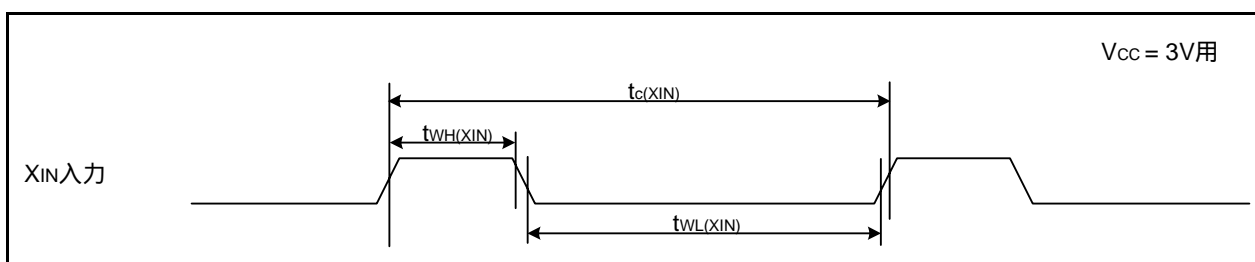 VCC = 3V用
tC(XIN)
tWH(XIN)
XIN入力
tWL(XIN)